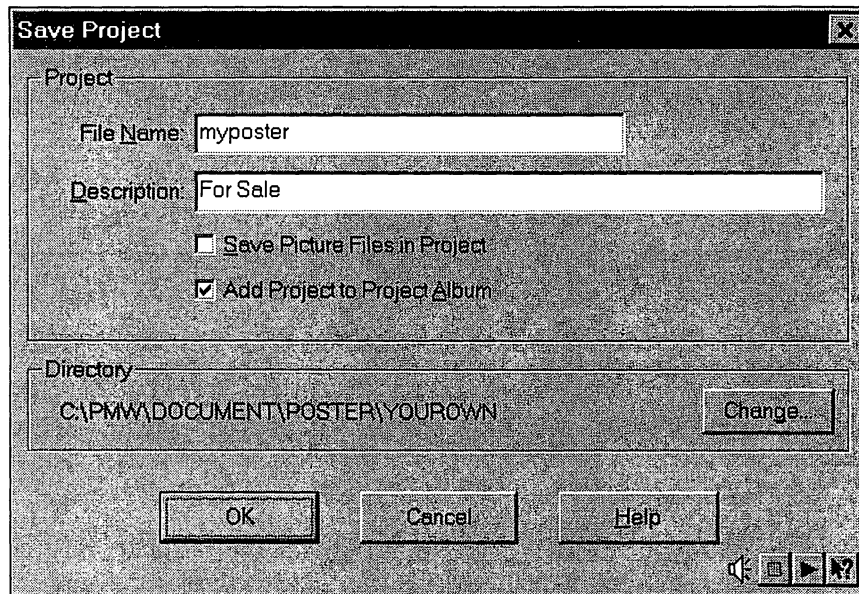 Save Project
Project
File Name: myposter
Description: For Sale
Save Picture Files in Project
Add Project to Project Album
Directory
C:\PMW\DOCUMENT\POSTER\YOUROWN Change...
OK Cancel Help
?